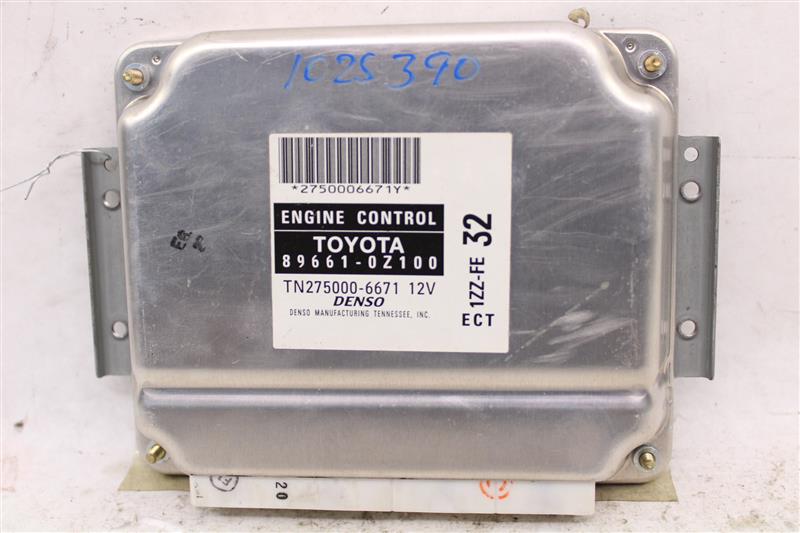 1C25390
*2750006671Y*
ENGINE CONTROL
TOYOTA
89661-0Z100
TN275000-6671 12V
DENSO
DENSO MANUFACTURING TENNESSEE, INC.
1ZZ-FE 32
ECT
20